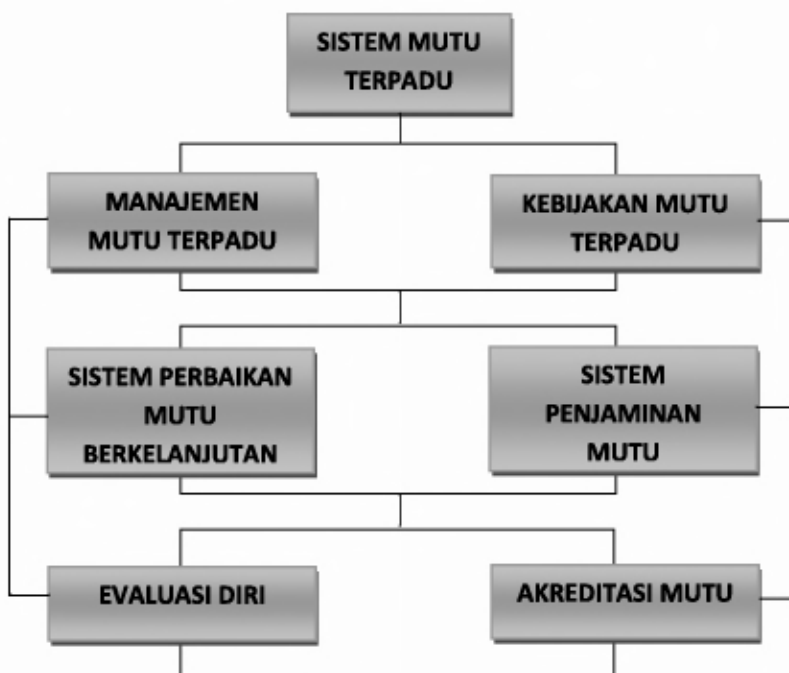 SISTEM MUTU
TERPADU
MANAJEMEN
MUTU TERPADU
KEBIJAKAN MUTU
TERPADU
SISTEM PERBAIKAN
MUTU
BERKELANJUTAN
SISTEM
PENJAMINAN
MUTU
EVALUASI DIRI
AKREDITASI MUTU